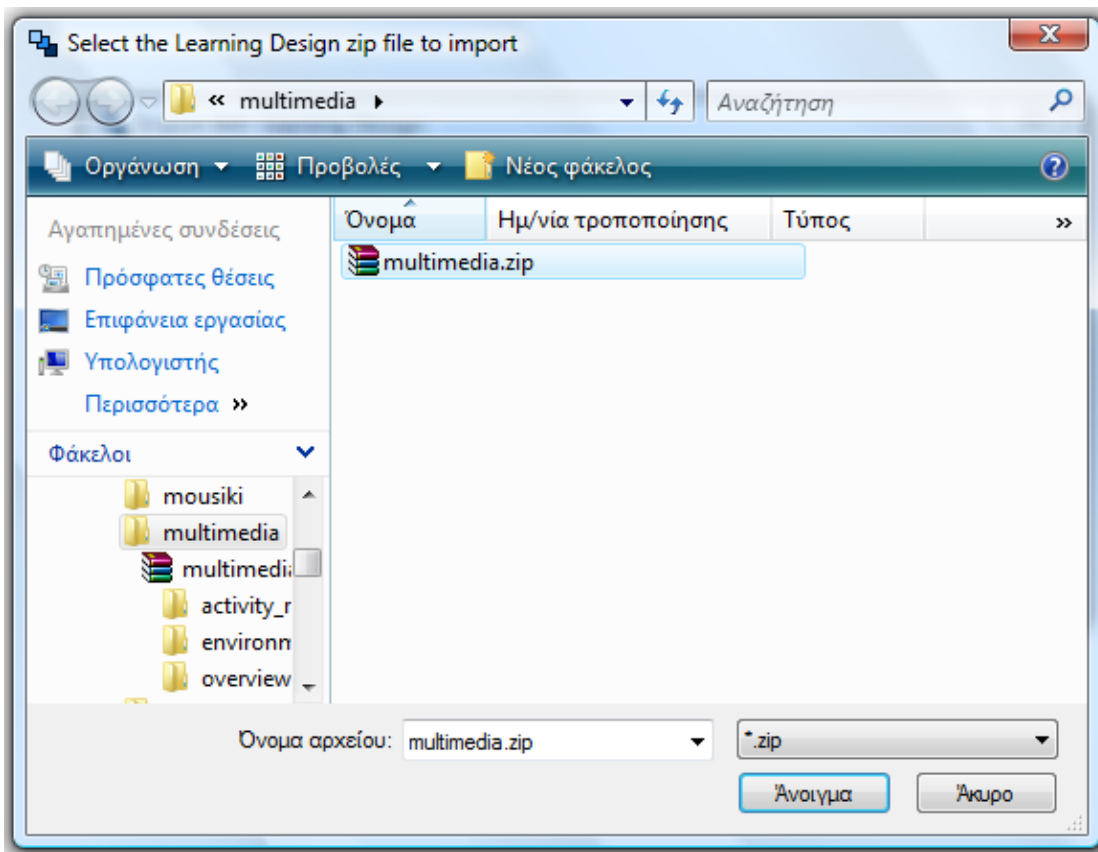 Select the Learning Design zip file to import
« multimedia
Αναζήτηση
Οργάνωση Προβολές Νέος φάκελος
Αγαπημένες συνδέσεις
Όνομα Ημ/νία τροποποίησης Τύπος »
multimedia.zip
Πρόσφατες θέσεις
Επιφάνεια εργασίας
Υπολογιστής
Περισσότερα »
Φάκελοι
mousiki
multimedia
multimedia
activity_r
environm
overview
Όνομα αρχείου: multimedia.zip *.zip
Άνοιγμα Άκυρο